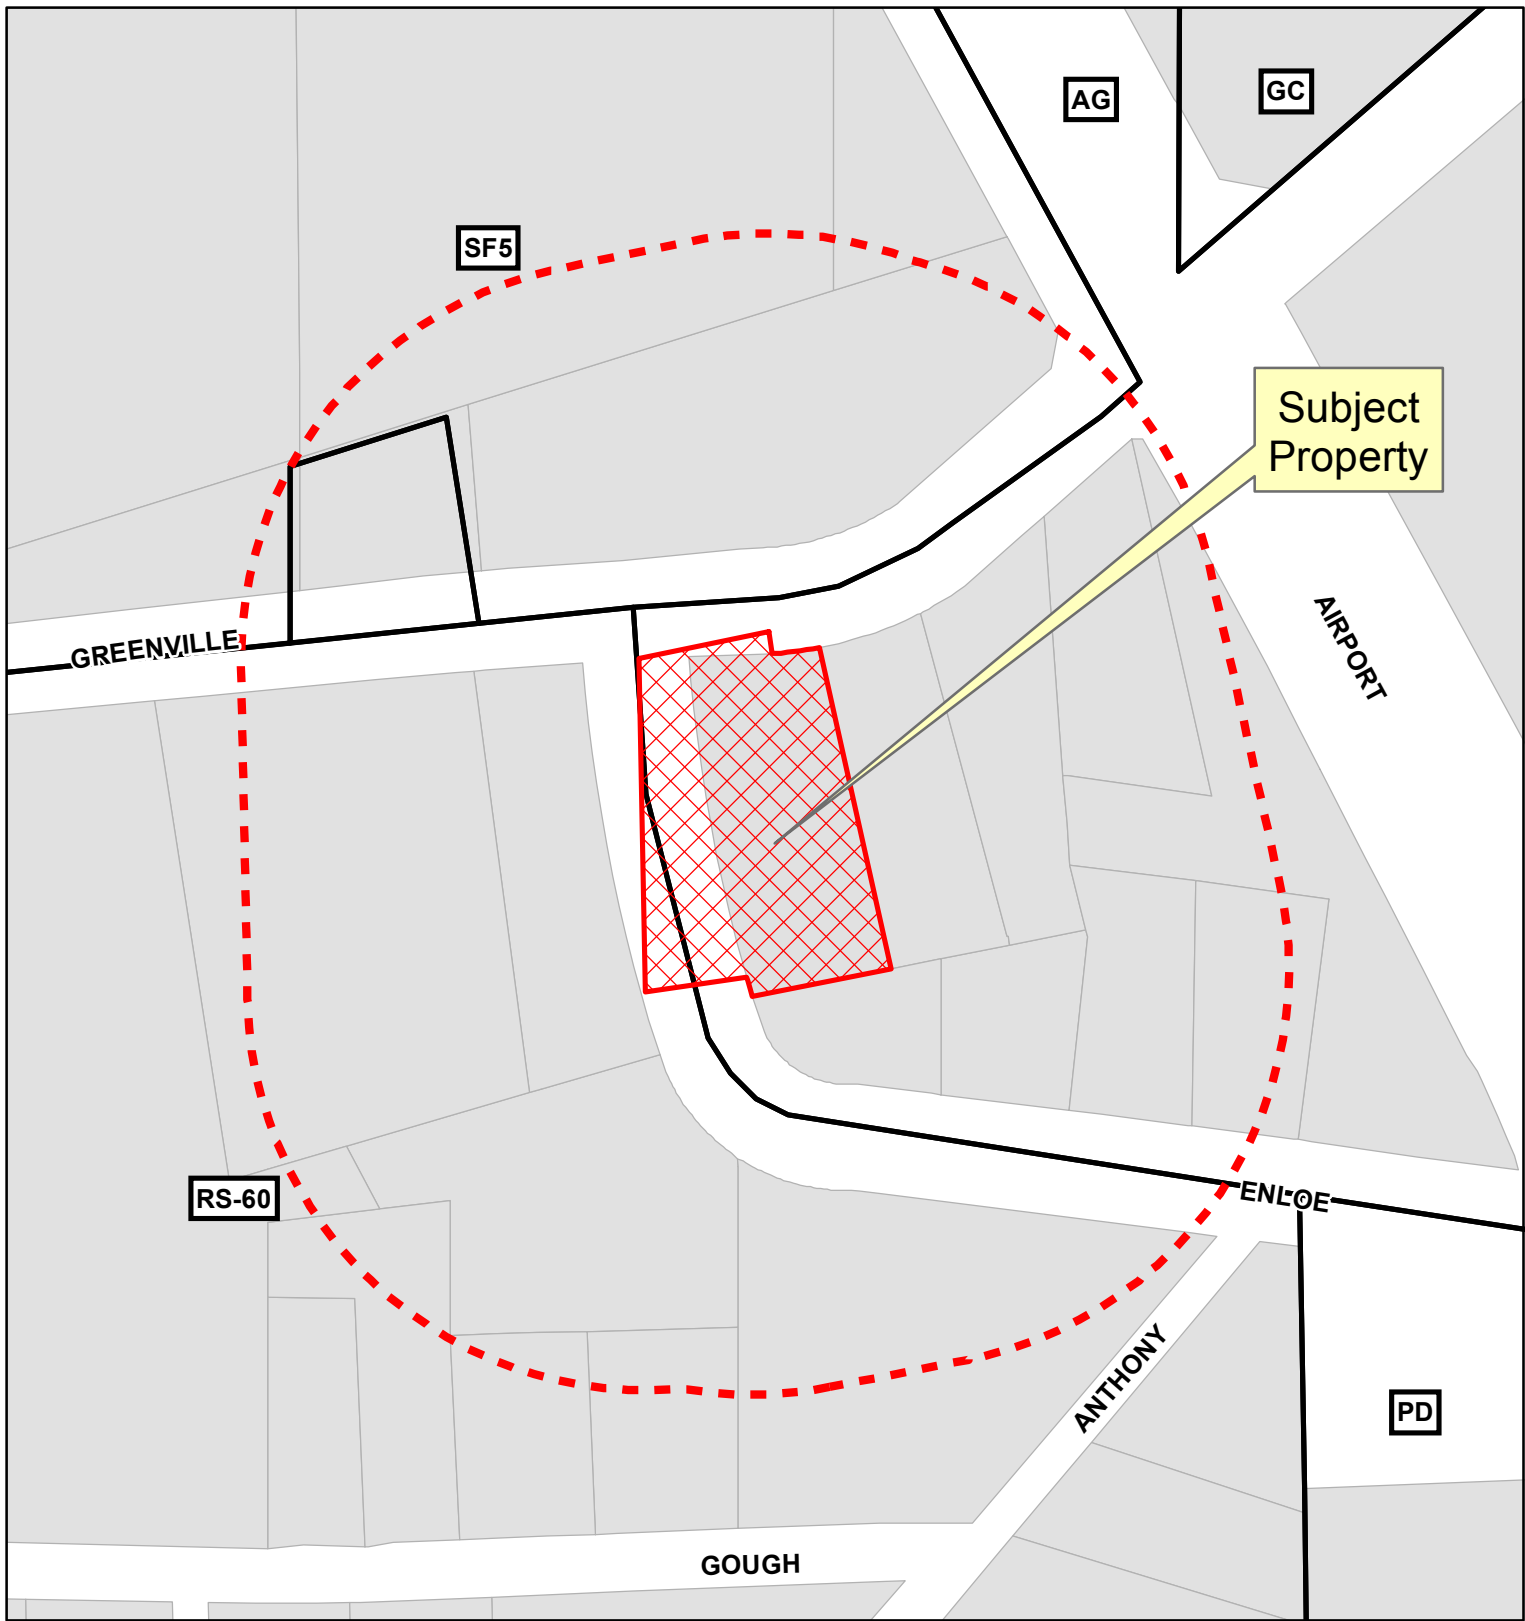 AG
GC
SF5
Subject
Property
AIRPORT
GREENVILLE
RS-60
ENLOE
ANTHONY
PD
GOUGH